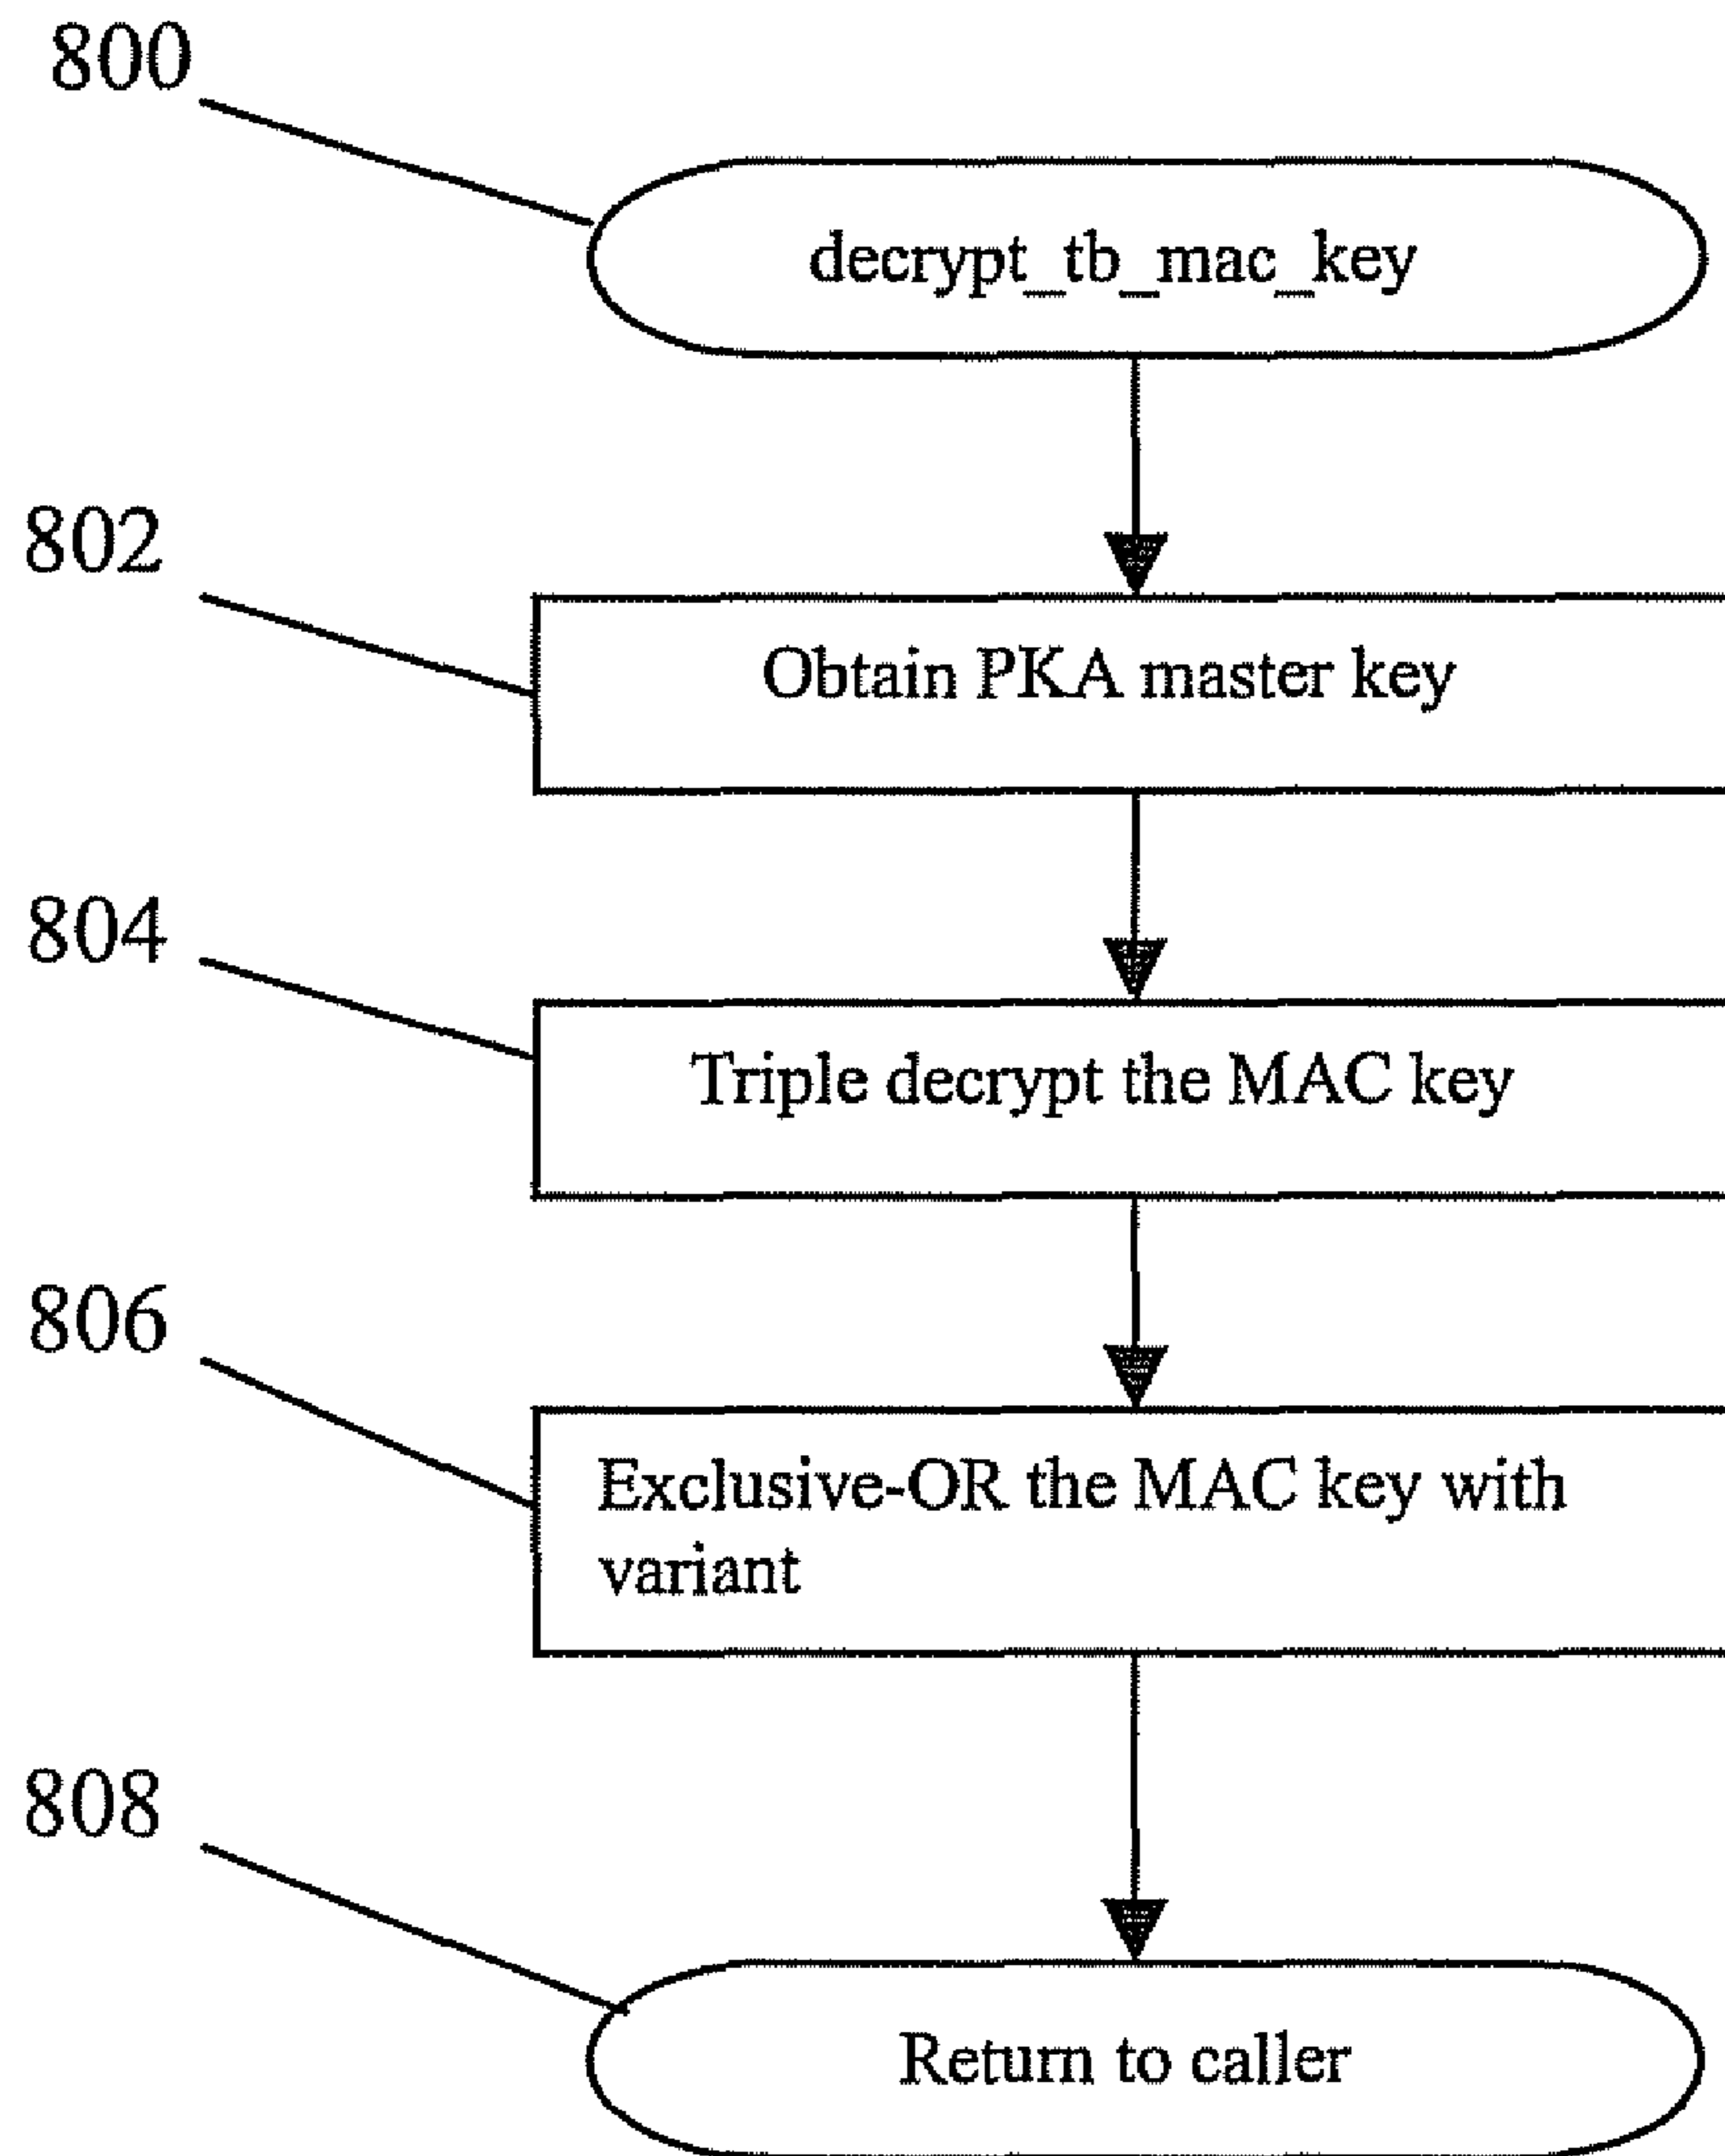 800
decrypt_tb_mac_key
802
Obtain PKA master key
804
Triple decrypt the MAC key
806
Exclusive-OR the MAC key with
variant
808
Return to caller